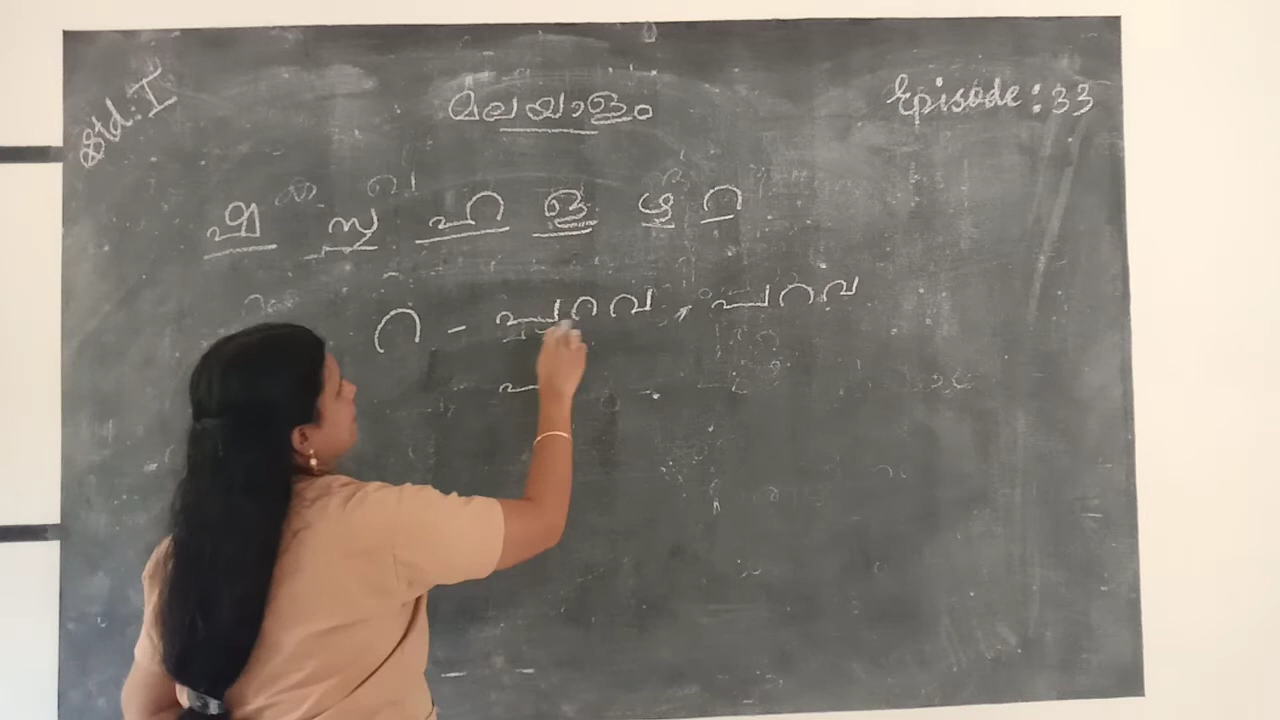 Std: I മലയാളം Episode: 33
ഷ സ ഹ ള ഴ റ
റ - , പറവ